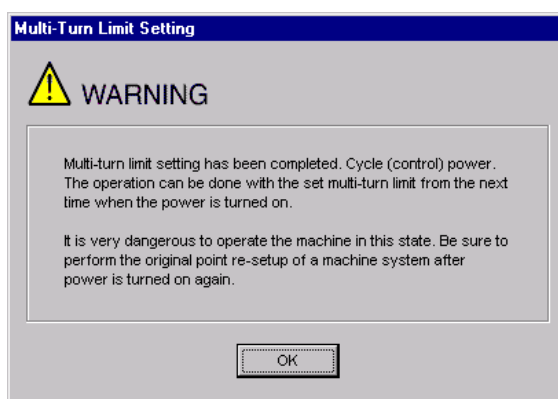 Multi-Turn Limit Setting
WARNING
Multi-turn limit setting has been completed. Cycle (control) power.
The operation can be done with the set multi-turn limit from the next
time when the power is turned on.
It is very dangerous to operate the machine in this state. Be sure to
perform the original point re-setup of a machine system after
power is turned on again.
OK